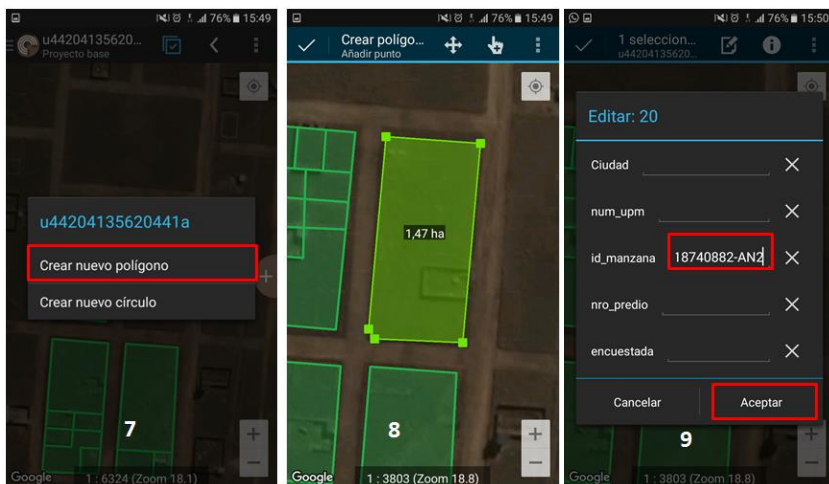 15:49
76%
u44204135620...
Proyecto base
u44204135620441a
Crear nuevo polígono
Crear nuevo círculo
7
Google
1 : 6324 (Zoom 18.1)
76% 15:49
Crear polígo...
Añadir punto
1,47 ha
8
Google
1 : 3803 (Zoom 18.8)
76% 15:50
1 seleccion...
u44204135620...
Editar: 20
Ciudad
num_upm
id_manzana 18740882-AN2
nro_predio
encuestada
Cancelar Aceptar
9
Google
1 : 3803 (Zoom 18.8)